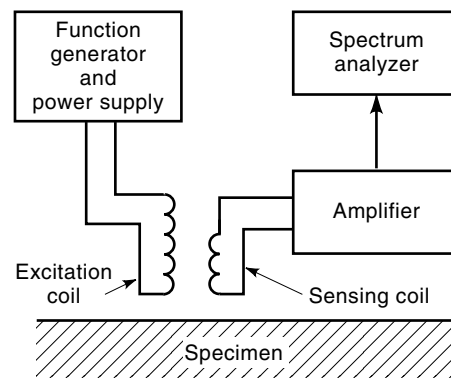 Function
generator
and
power supply
Spectrum
analyzer
Amplifier
Excitation
coil
Sensing coil
Specimen